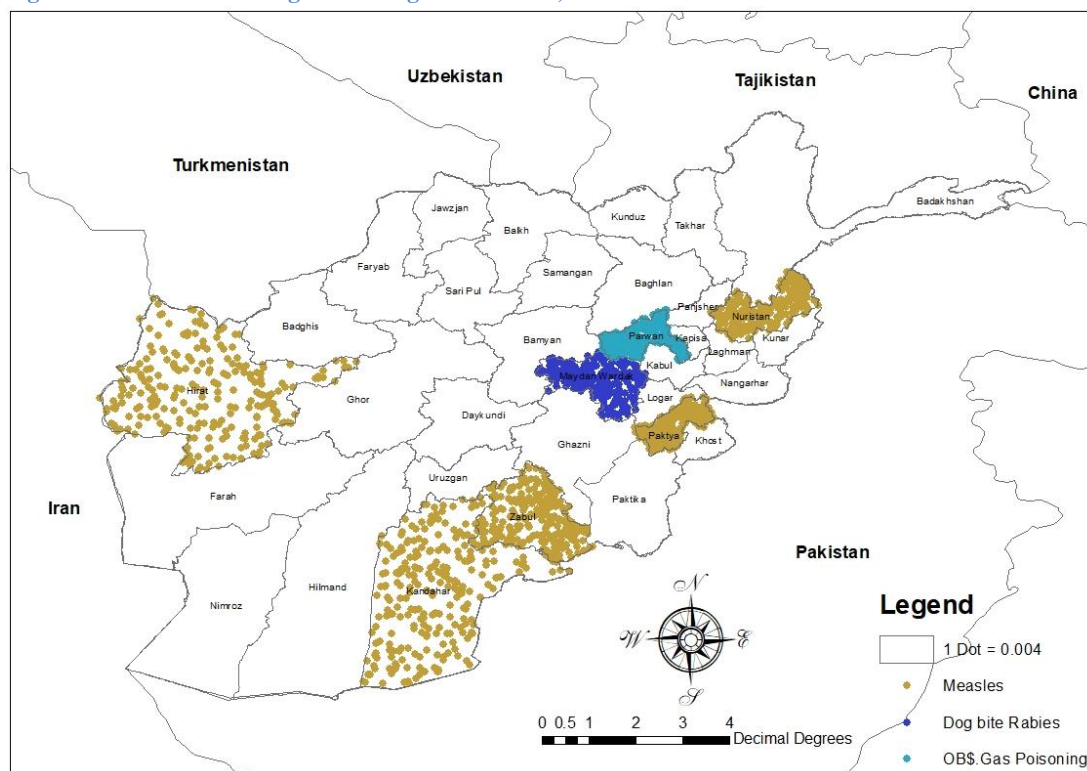 Uzbekistan
Tajikistan
China
Turkmenistan
Badakhshan
Jawzjan
Kunduz
Balkh
Takhar
Faryab
Samangan
Baghlan
Sari Pul
Panjsher
Nuristan
Badghis
Parwan
Kapisa
Kunar
Bamyan
Laghman
Kabul
Maydan Wardak
Nangarhar
Hirat
Ghor
Logar
Daykundi
Paktya
Khost
Ghazni
Uruzgan
Farah
Paktika
Iran
Zabul
Pakistan
Hilmand
Kandahar
Nimroz
N
W
E
S
Legend
1 Dot = 0.004
Measles
Dog bite Rabies
OB$.Gas Poisoning
0 0.5 1 2 3 4
Decimal Degrees